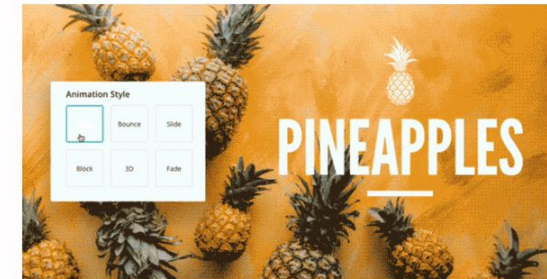 Animation Style
Bounce
Slide
Block
3D
Fade
PINEAPPLES